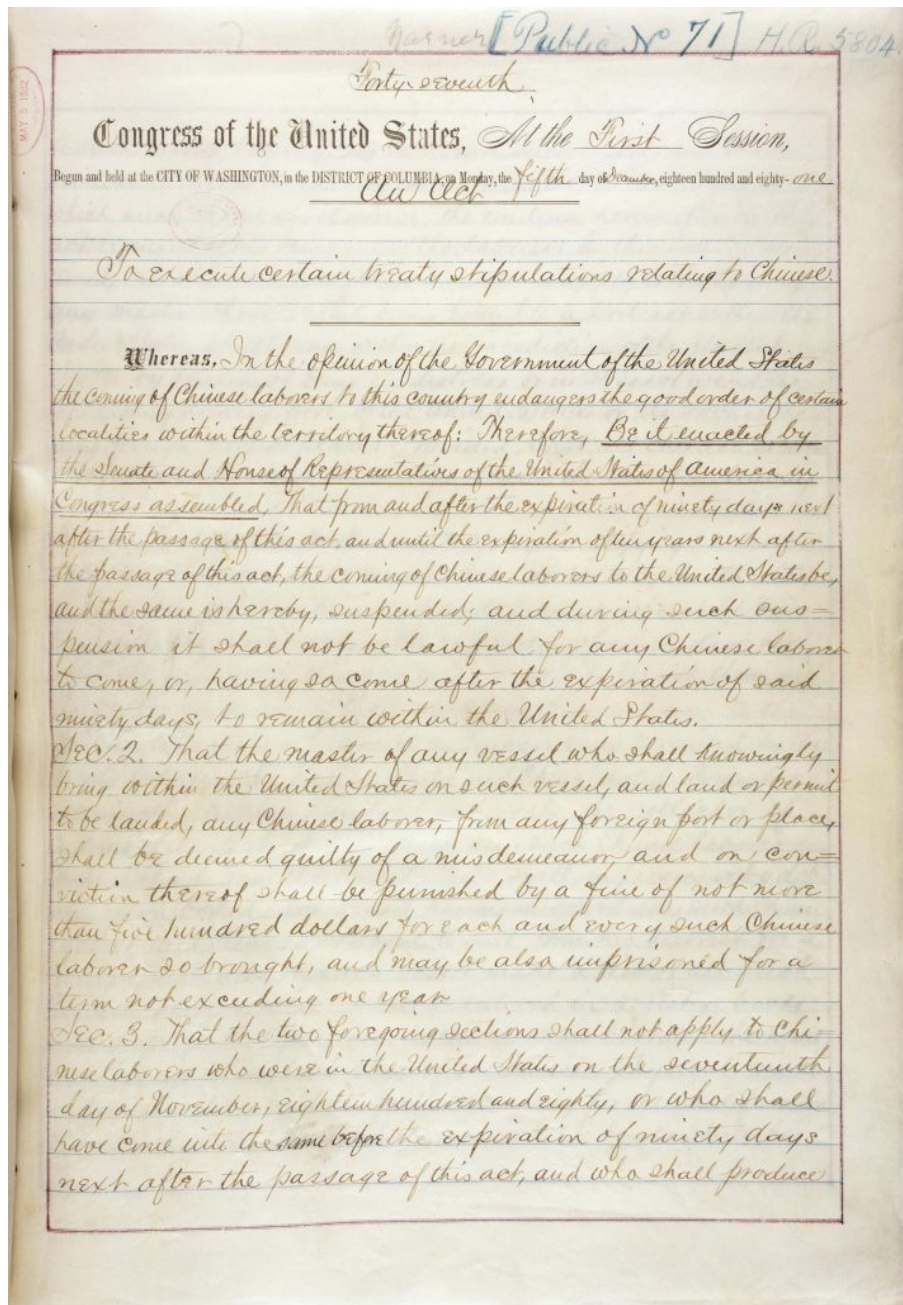 [Public No 71] H.R. 5804.
MAY 3 1882
Forty-seventh
Congress of the United States, At the First Session,
Begun and held at the CITY OF WASHINGTON, in the DISTRICT OF COLUMBIA, on Monday, the fifth day of December, eighteen hundred and eighty-one
An Act
To execute certain treaty stipulations relating to Chinese.
Whereas, In the opinion of the Government of the United States
the coming of Chinese laborers to this country endangers the good order of certain
localities within the territory thereof: Therefore, Be it enacted by
the Senate and House of Representatives of the United States of America in
Congress assembled, That from and after the expiration of ninety days next
after the passage of this act, and until the expiration of ten years next after
the passage of this act, the coming of Chinese laborers to the United States be,
and the same is hereby, suspended; and during such sus=
pension it shall not be lawful for any Chinese laborer
to come, or, having so come after the expiration of said
ninety days, to remain within the United States.
SEC. 2. That the master of any vessel who shall knowingly
bring within the United States on such vessel, and land or permit
to be landed, any Chinese laborer, from any foreign port or place,
shall be deemed guilty of a misdemeanor, and on con=
viction thereof shall be punished by a fine of not more
than five hundred dollars for each and every such Chinese
laborer so brought, and may be also imprisoned for a
term not exceeding one year.
SEC. 3. That the two foregoing sections shall not apply to Chi=
nese laborers who were in the United States on the seventeenth
day of November, eighteen hundred and eighty, or who shall
have come into the same before the expiration of ninety days
next after the passage of this act, and who shall produce